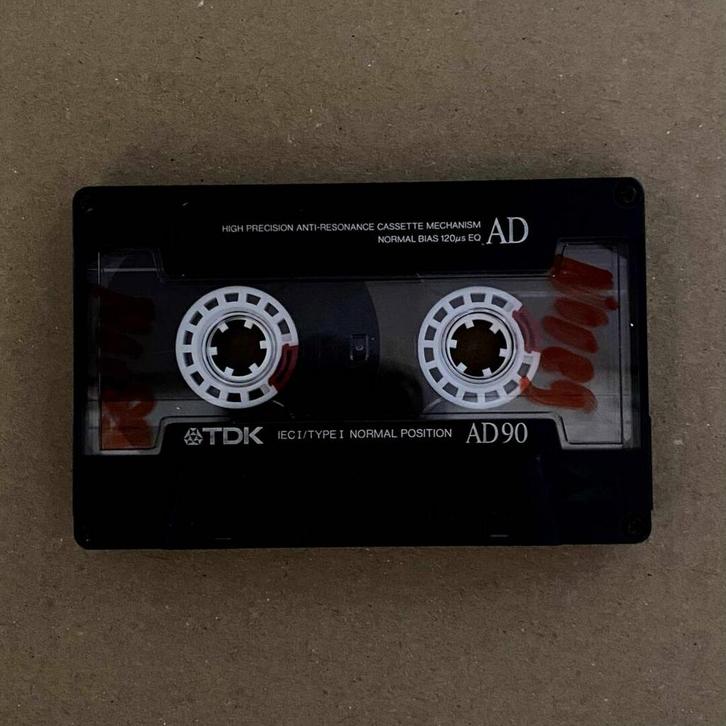 HIGH PRECISION ANTI-RESONANCE CASSETTE MECHANISM
NORMAL BIAS 120µs EQ AD
TDK IEC I/TYPE I NORMAL POSITION AD90